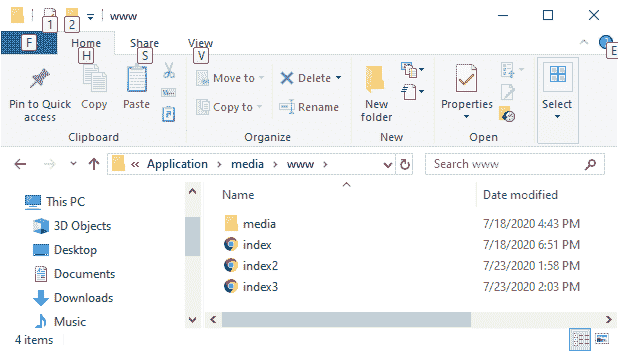 1 2 www
F Home Share View E
H S V
Pin to Quick access
Copy
Paste
Clipboard
Move to
Copy to
Delete
Rename
Organize
New folder
New
Properties
Open
Select
« Application › media › www ›
Search www
This PC
3D Objects
Desktop
Documents
Downloads
Music
Name Date modified
media 7/18/2020 4:43 PM
index 7/18/2020 6:51 PM
index2 7/23/2020 1:58 PM
index3 7/23/2020 2:03 PM
4 items